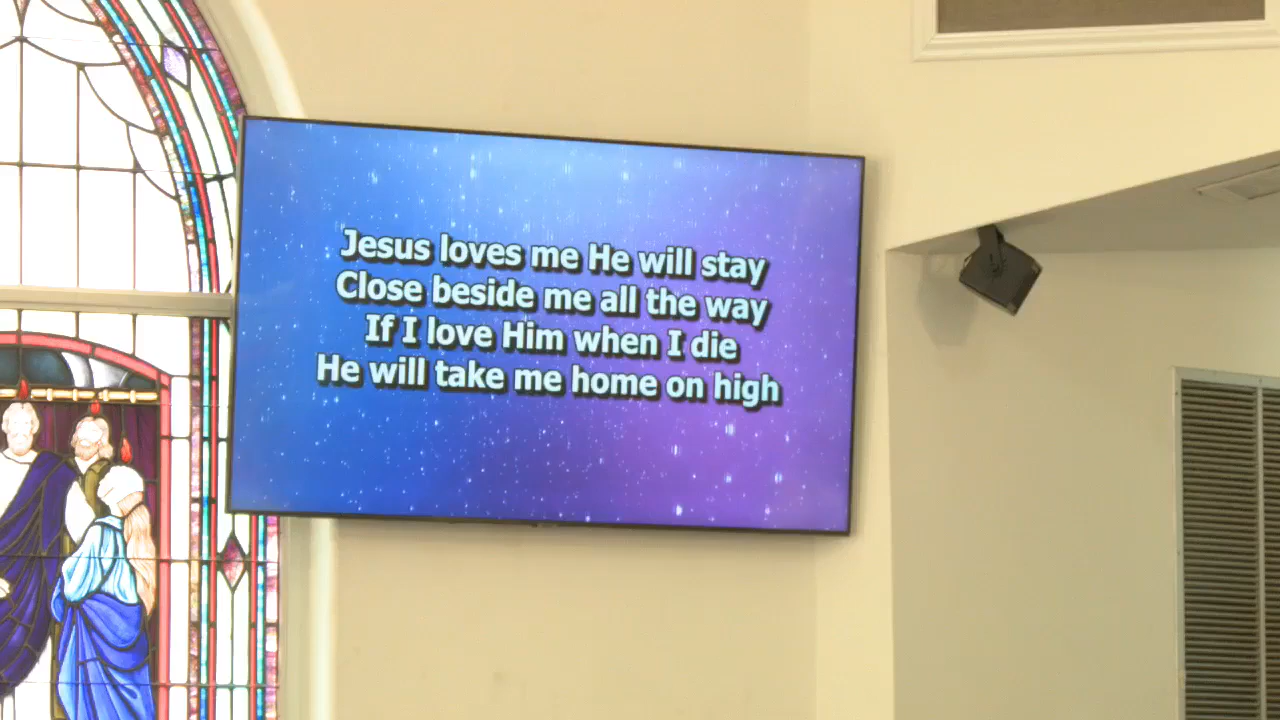 Jesus loves me He will stay
Close beside me all the way
If I love Him when I die
He will take me home on high